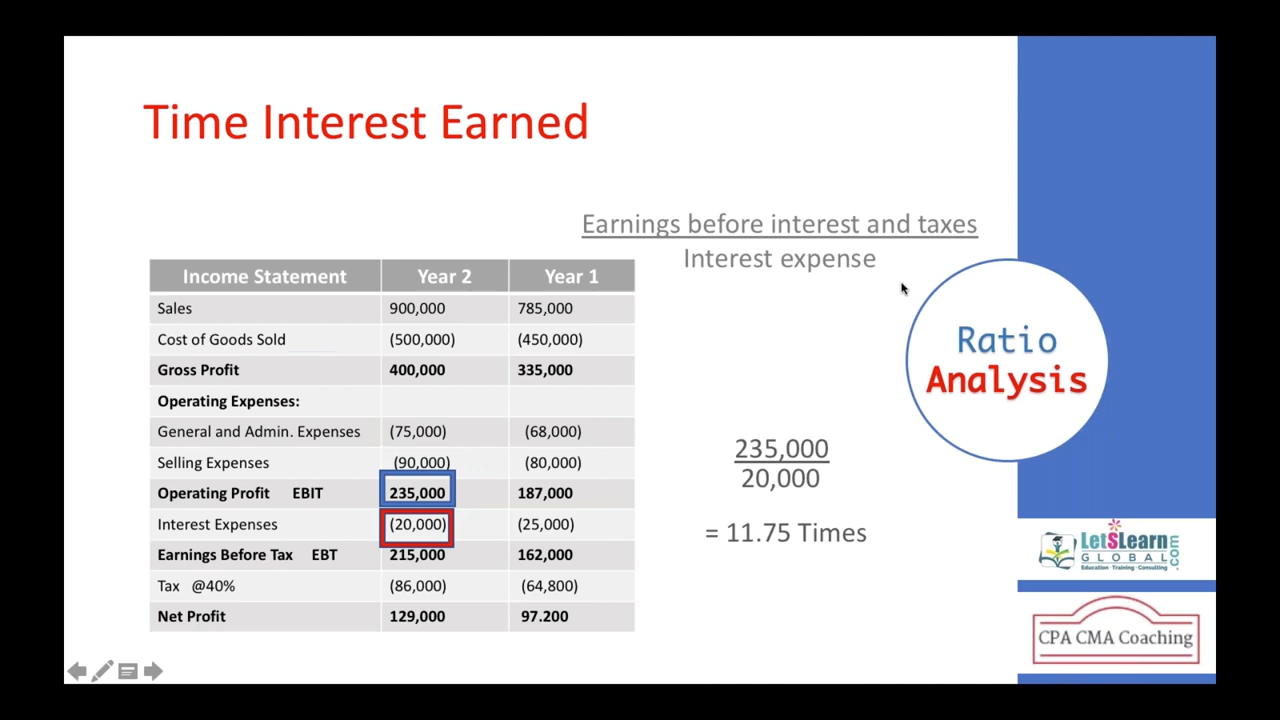 Time Interest Earned
Earnings before interest and taxes
Interest expense
Income Statement Year 2 Year 1
Sales 900,000 785,000
Cost of Goods Sold (500,000) (450,000)
Gross Profit 400,000 335,000
Operating Expenses:
General and Admin. Expenses (75,000) (68,000)
Selling Expenses (90,000) (80,000)
Operating Profit EBIT 235,000 187,000
Interest Expenses (20,000) (25,000)
Earnings Before Tax EBT 215,000 162,000
Tax @40% (86,000) (64,800)
Net Profit 129,000 97.200
235,000
20,000
= 11.75 Times
Ratio
Analysis
LetSLearn
GLOBAL.com
Education · Training · Consulting
CPA CMA Coaching